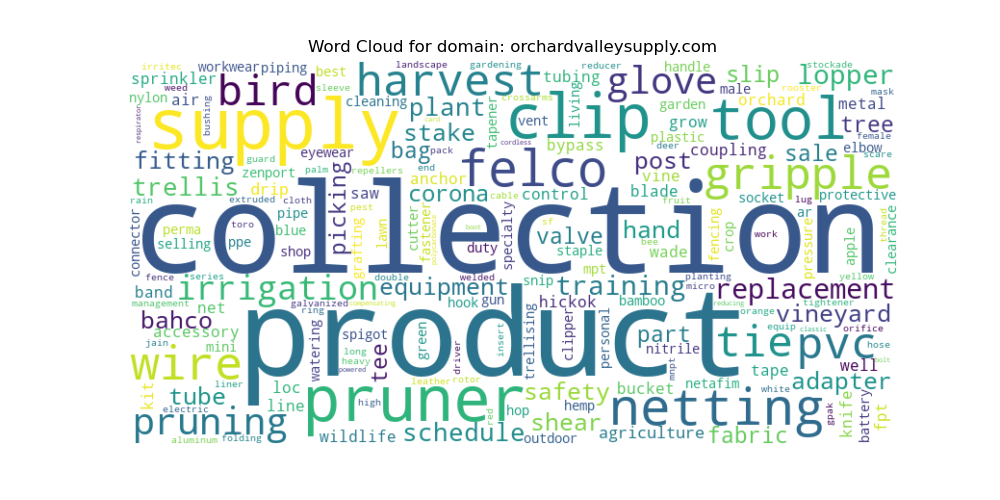 Word Cloud for domain: orchardvalleysupply.com
irritec workwear piping best landscape gardening reducer handle stockade
sprinkler weed bird sleeve harvest tubing glove slip lopper
nylon air bushing cleaning plant crossarms living male garden orchard rooster mask
respirator supply stake tapener vent clip grow plastic tool metal tree female
fitting eyewear bag pack end cordless bypass deer post coupling sale elbow scare
trellis zenport guard palm repellers felco anchor vine gripple
rain drip extruded cloth picking saw corona cable control blade socket lug protective
connector collection
perma pipe toro grafting pest lawn cutter fastener specialty sf fruit fencing crop ar pressure apple thread clearance
selling ppe blue shop duty valve staple bee hand wade work
fence series irrigation equipment welded snip mpt training planting micro replacement yellow
band management net galvanized double hook gun hickok bamboo reducing tightener
bahco accessory mini ring compensating product clipper personal part orange vineyard
jain watering spigot tee green insert trellising nitrile tie equip classic pvc orifice hose
wire long heavy powered driver mnpt tape well bolt
kit liner loc leather rotor safety bucket netafim white adapter
tube line high pruner red hop hemp netting gpak knife battery fpt
pruning electric shear
aluminum folding wildlife schedule outdoor agriculture fabric